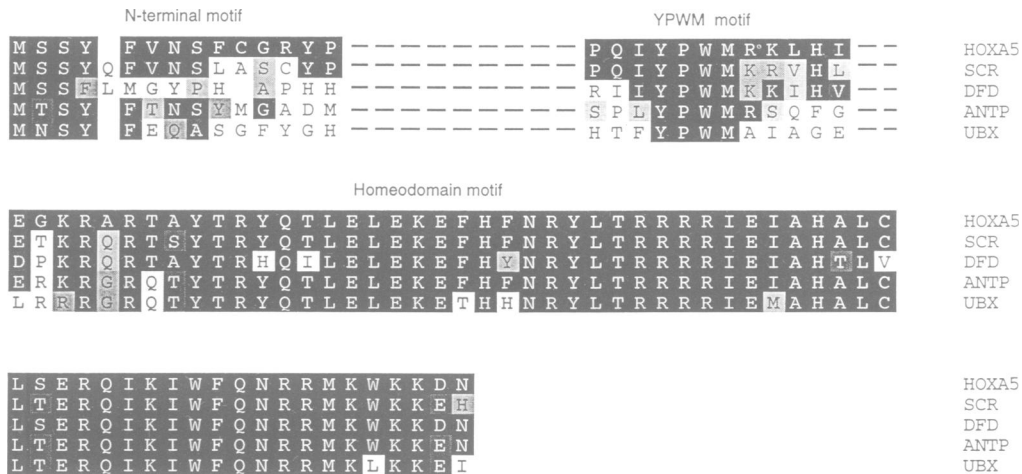 N-terminal motif YPWM motif
M S S Y F V N S F C G R Y P — — — — — — — — — — P Q I Y P W M R K L H I — — HOXA5
M S S Y Q F V N S L A S C Y P — — — — — — — — — — P Q I Y P W M K R V H L — — SCR
M S S F L M G Y P H A P H H — — — — — — — — — — R I I Y P W M K K I H V — — DFD
M T S Y F T N S Y M G A D M — — — — — — — — — — S P L Y P W M R S Q F G — — ANTP
M N S Y F E Q A S G F Y G H — — — — — — — — — — H T F Y P W M A I A G E — — UBX
Homeodomain motif
E G K R A R T A Y T R Y Q T L E L E K E F H F N R Y L T R R R R I E I A H A L C HOXA5
E T K R Q R T S Y T R Y Q T L E L E K E F H F N R Y L T R R R R I E I A H A L C SCR
D P K R Q R T A Y T R H Q I L E L E K E F H Y N R Y L T R R R R I E I A H T L V DFD
E R K R G R Q T Y T R Y Q T L E L E K E F H F N R Y L T R R R R I E I A H A L C ANTP
L R R R G R Q T Y T R Y Q T L E L E K E T H H N R Y L T R R R R I E M A H A L C UBX
L S E R Q I K I W F Q N R R M K W K K D N HOXA5
L T E R Q I K I W F Q N R R M K W K K E H SCR
L S E R Q I K I W F Q N R R M K W K K D N DFD
L T E R Q I K I W F Q N R R M K W K K E N ANTP
L T E R Q I K I W F Q N R R M K L K K E I UBX